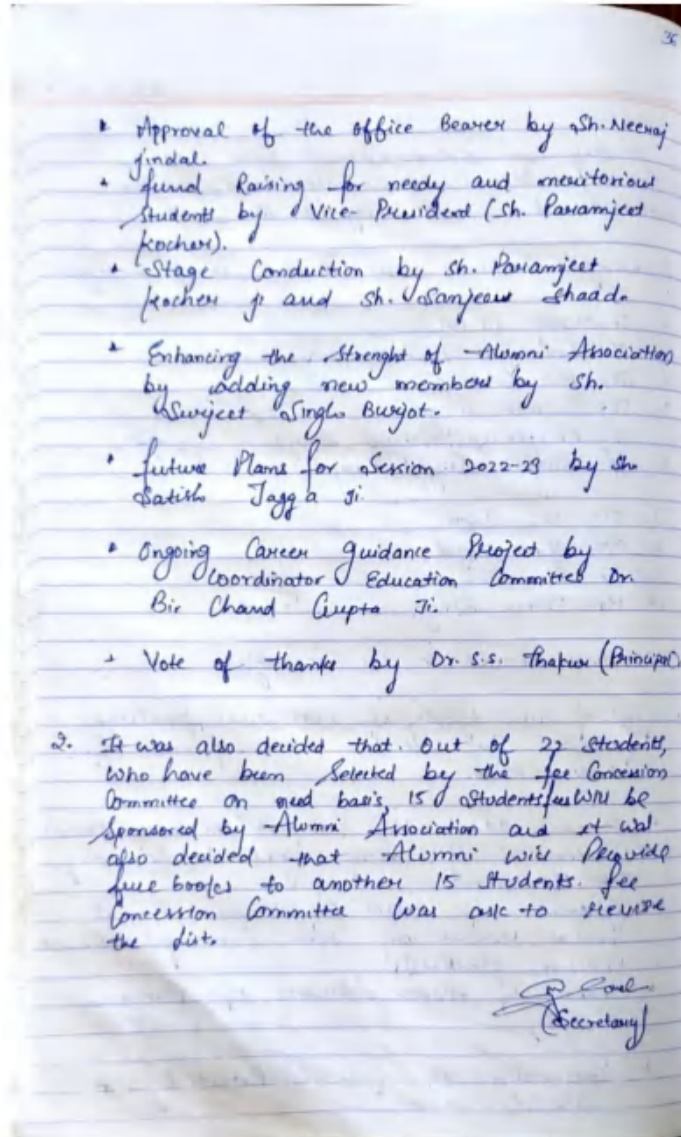 • Approval of the office Bearer by Sh. Neeraj
jindal.
• fund Raising for needy and meritorious
students by Vice-President (Sh. Paramjeet
kocher).
• Stage Conduction by Sh. Paramjeet
kocher ji and Sh. Sanjeev Shaad.
• Enhancing the Strenght of Alumni Association
by adding new members by Sh.
Surjeet Singh Burjot.
• future Plans for Session 2022-23 by Sh.
Satish Jagga Ji.
• Ongoing Career guidance Project by
Coordinator Education Committee Dr.
Bir Chand Gupta Ji.
• Vote of thanks by Dr. S.S. Thapur (Principal).
2. It was also decided that out of 22 students,
who have been Selected by the fee Concession
Committee on need basis, 15 students fees will be
Sponsored by Alumni Association and it was
also decided that Alumni will Provide
free books to another 15 students. fee
Concession Committee was ask to revise
the list.
(Secretary)